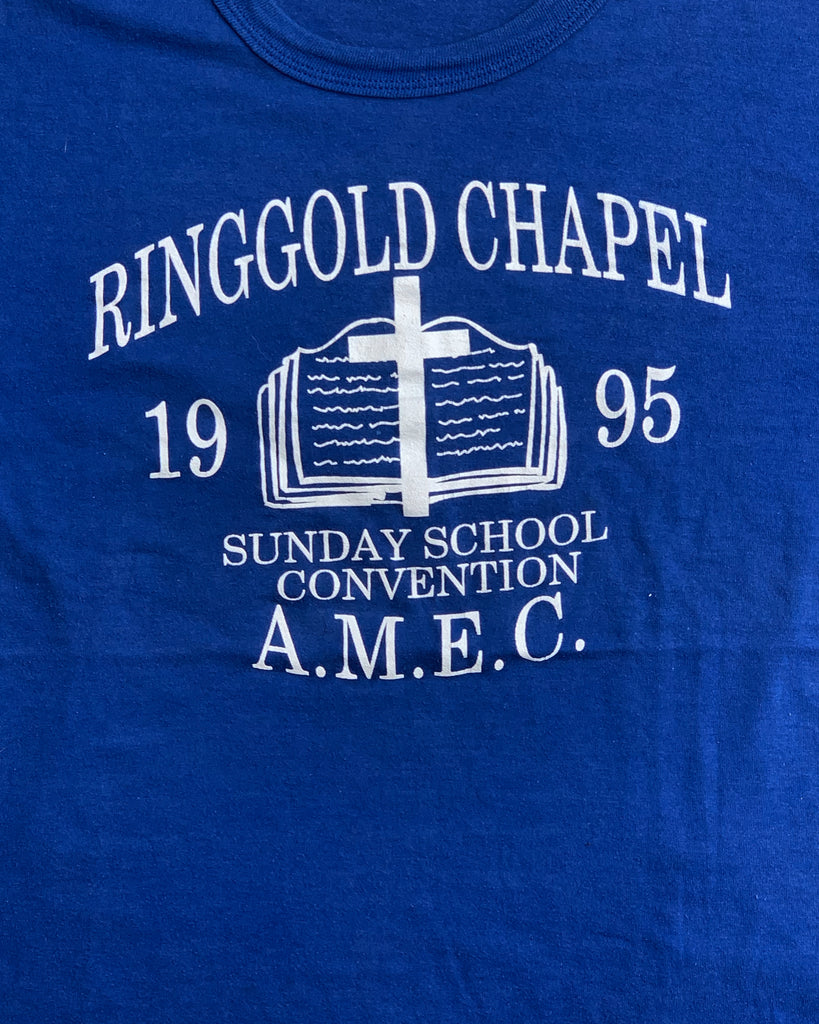 RINGGOLD CHAPEL
19 95
SUNDAY SCHOOL
CONVENTION
A.M.E.C.